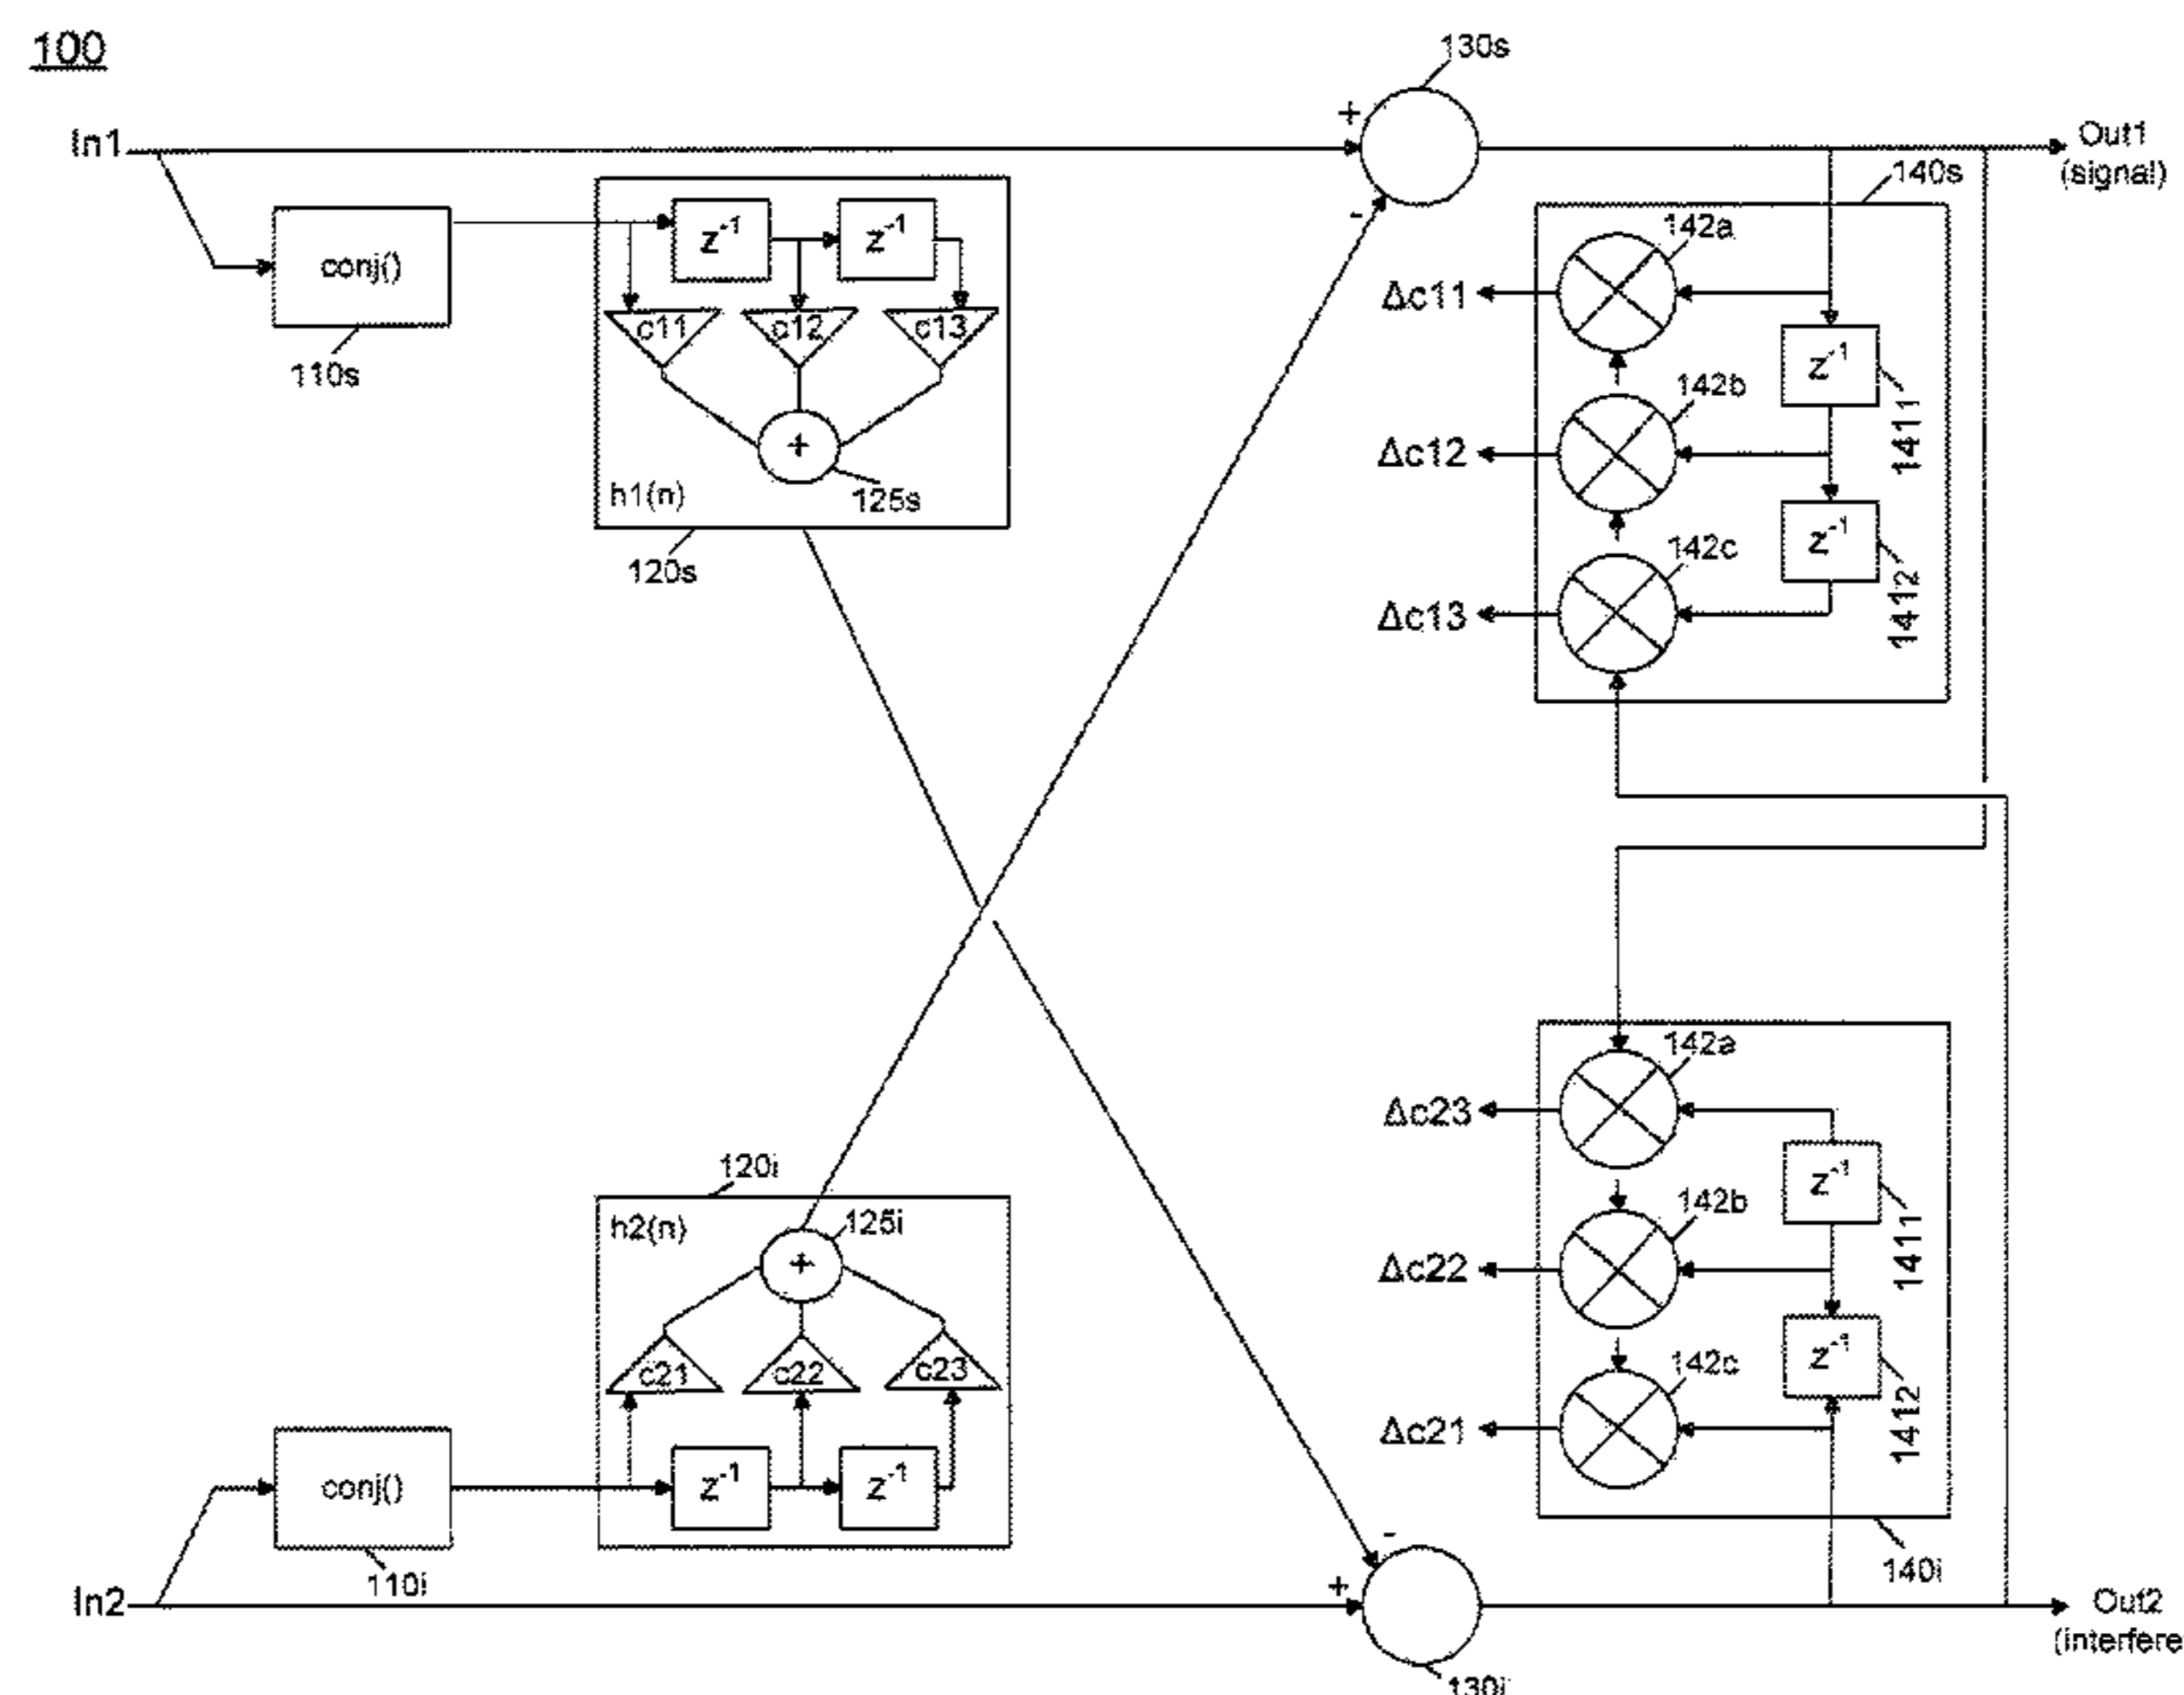 100
130s
+
In1
Out1
(signal)
-
140s
z-1
z-1
142a
conj()
Δc11
c11
c12
c13
z-1
110s
142b
1411
+
Δc12
h1(n)
125s
z-1
142c
120s
Δc13
1412
142a
Δc23
120i
z-1
h2(n)
125i
142b
1411
+
Δc22
z-1
c21
c22
c23
142c
Δc21
1412
conj()
z-1
z-1
-
110i
140i
+
In2
Out2
(interfere
130i